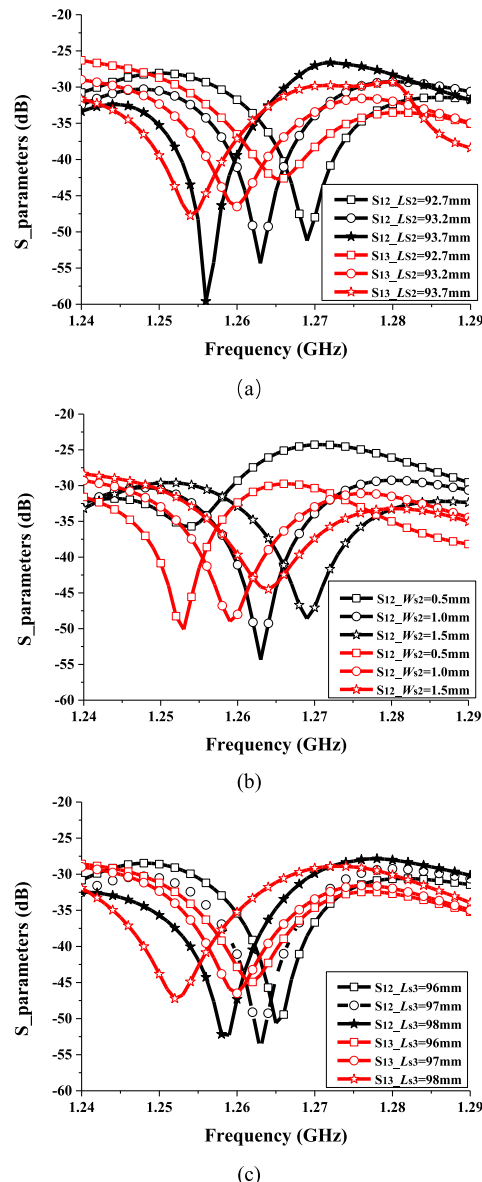 -20
-25
-30
-35
-40
-45
-50
-55
-60
S_parameters (dB)
S12_LS2=92.7mm
S12_LS2=93.2mm
S12_LS2=93.7mm
S13_LS2=92.7mm
S13_LS2=93.2mm
S13_LS2=93.7mm
1.24 1.25 1.26 1.27 1.28 1.29
Frequency (GHz)
(a)
-20
-25
-30
-35
-40
-45
-50
-55
-60
S_parameters (dB)
S12_Ws2=0.5mm
S12_Ws2=1.0mm
S12_Ws2=1.5mm
S12_Ws2=0.5mm
S12_Ws2=1.0mm
S12_Ws2=1.5mm
1.24 1.25 1.26 1.27 1.28 1.29
Frequency (GHz)
(b)
-20
-25
-30
-35
-40
-45
-50
-55
-60
S_parameters (dB)
S12_Ls3=96mm
S12_Ls3=97mm
S12_Ls3=98mm
S13_Ls3=96mm
S13_Ls3=97mm
S13_Ls3=98mm
1.24 1.25 1.26 1.27 1.28 1.29
Frequency (GHz)
(c)